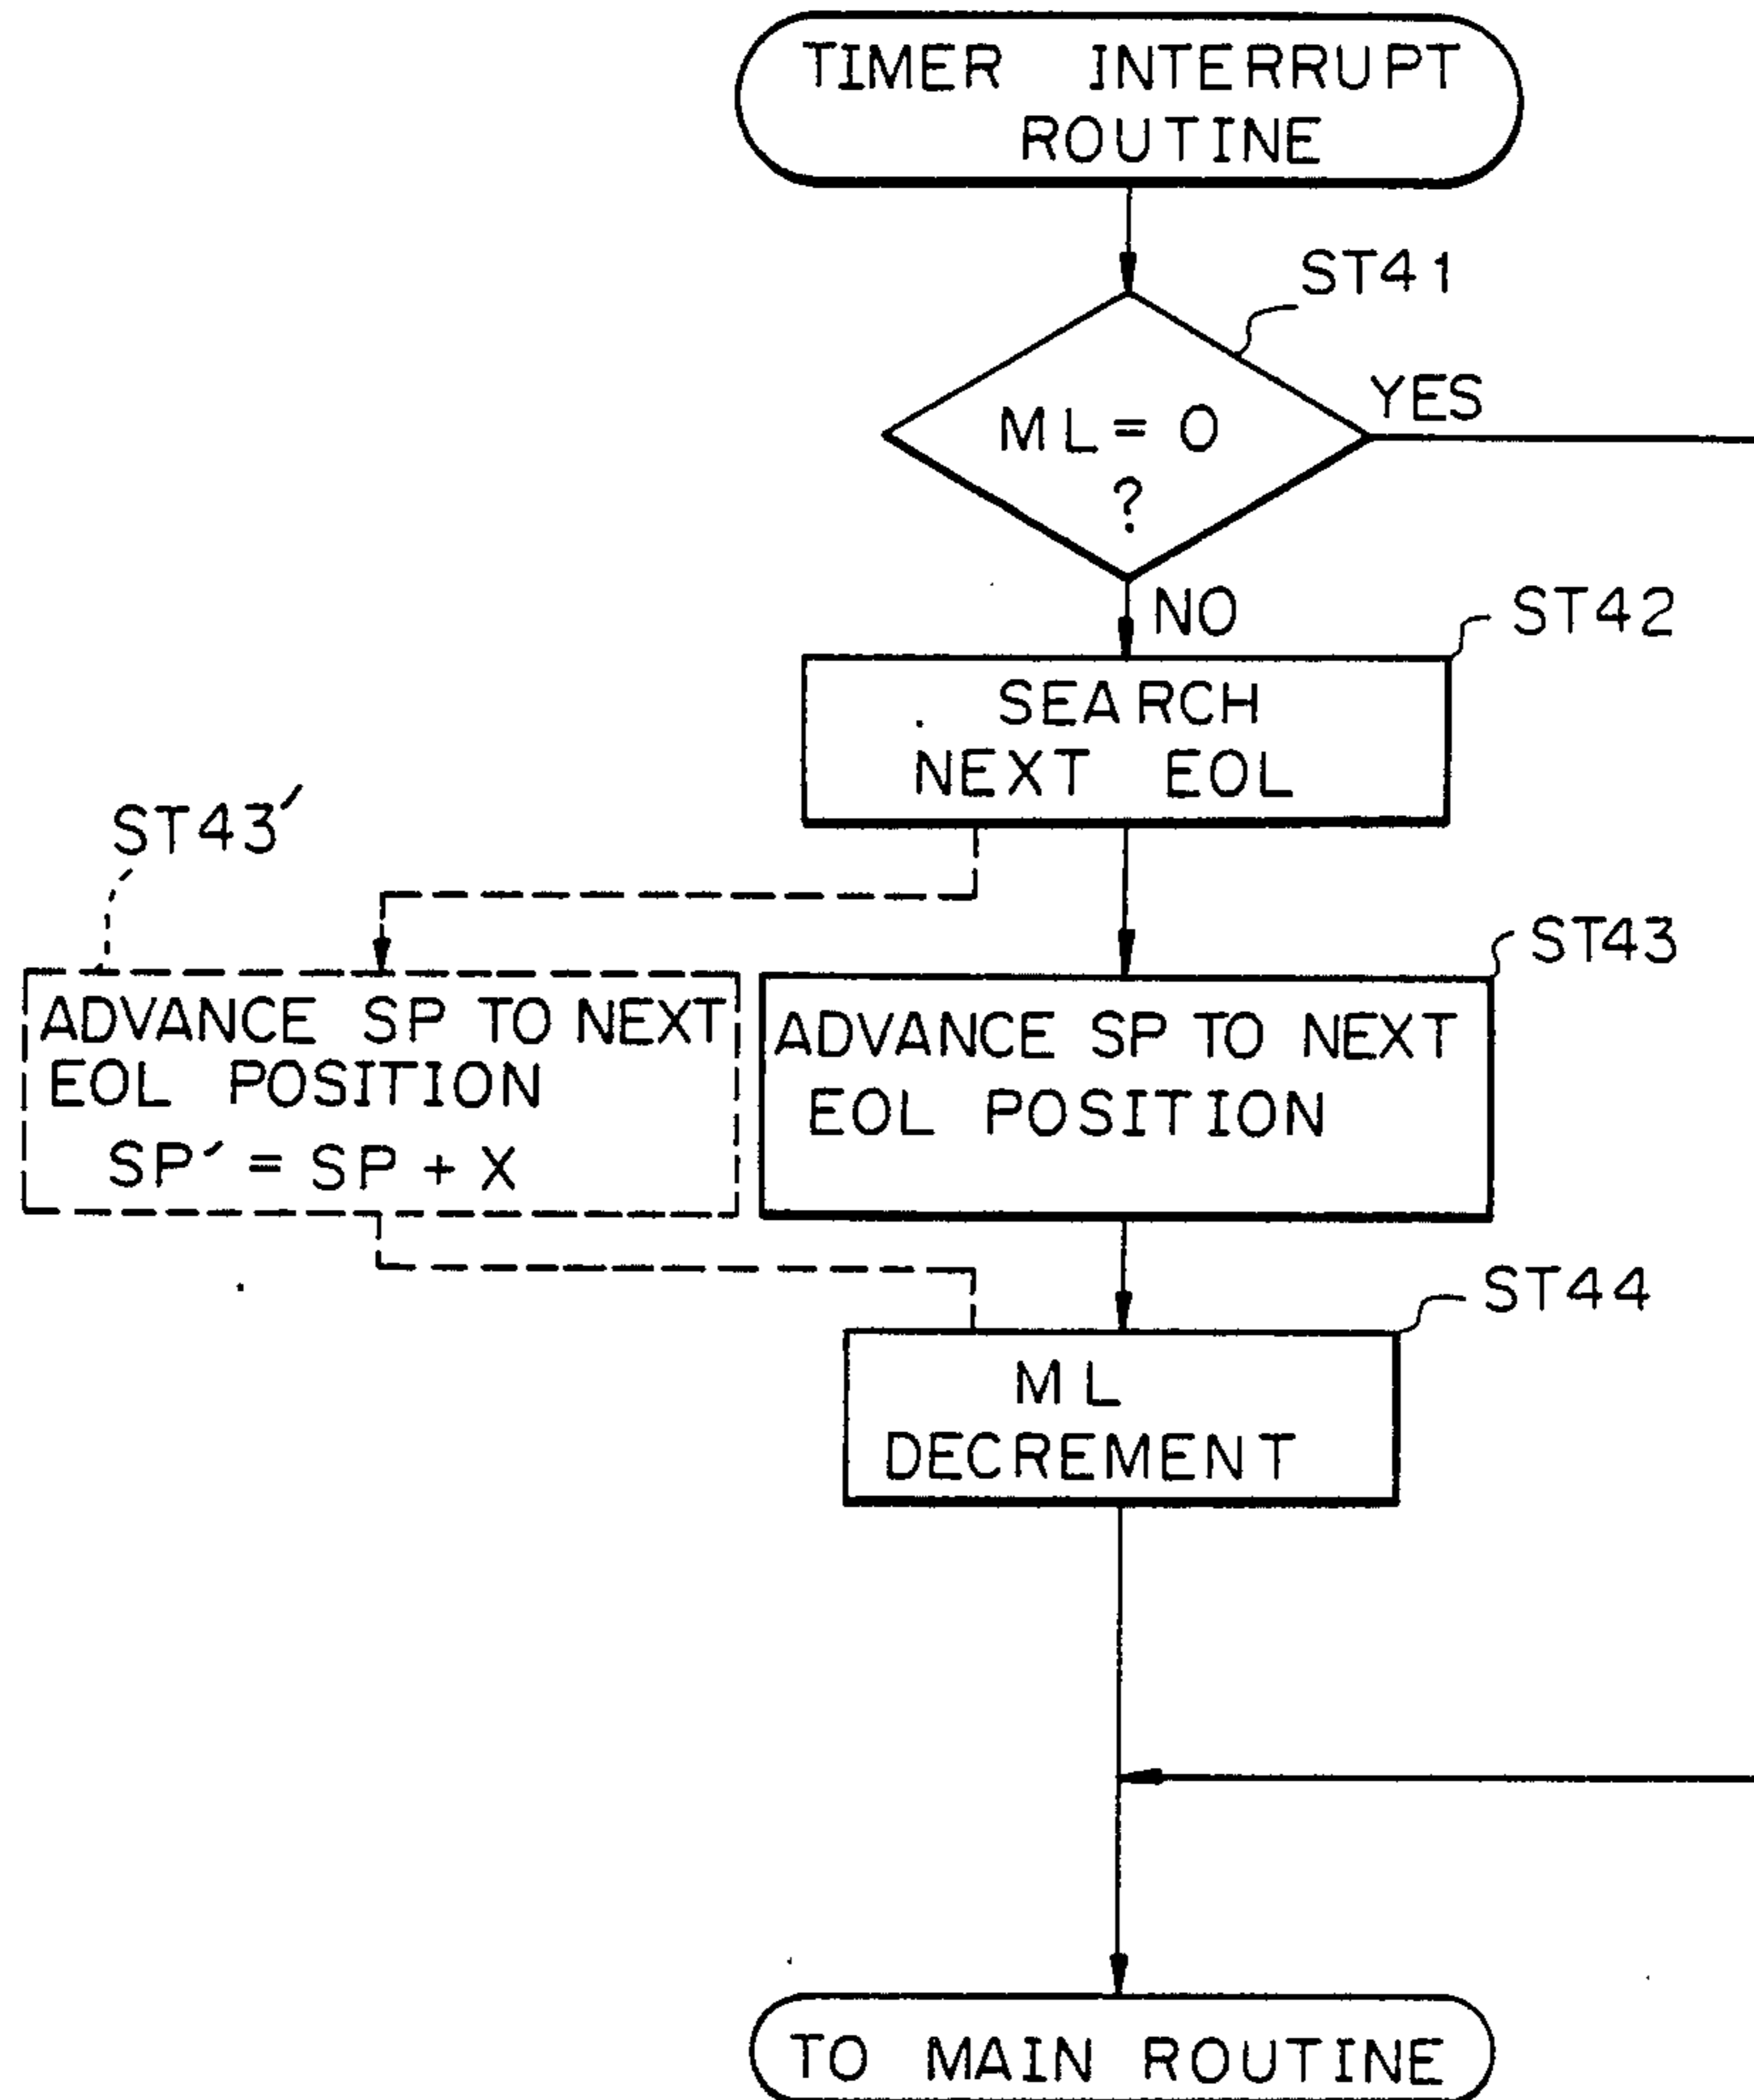 TIMER INTERRUPT
ROUTINE
ST41
ML=0
?
YES
NO
ST42
SEARCH
NEXT EOL
ST43′
ST43
ADVANCE SP TO NEXT
EOL POSITION
SP′=SP+X
ADVANCE SP TO NEXT
EOL POSITION
ST44
ML
DECREMENT
TO MAIN ROUTINE